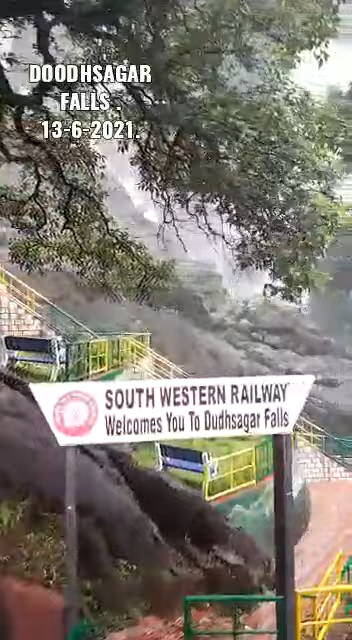 DOODHSAGAR
FALLS .
13-6-2021.
SOUTH WESTERN RAILWAY
Welcomes You To Dudhsagar Falls